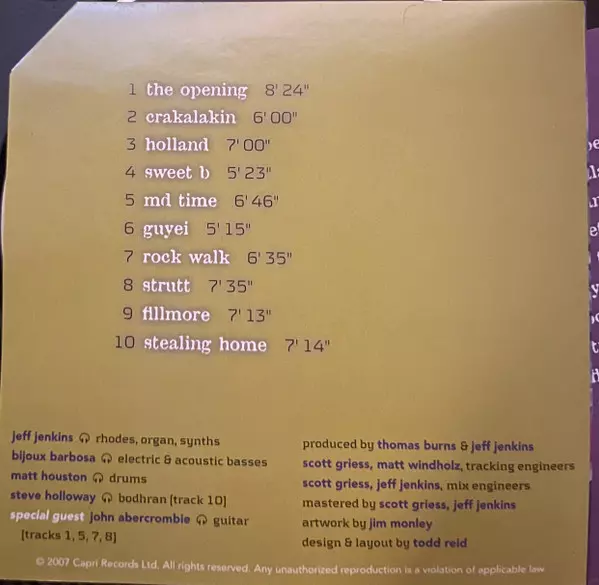 1 the opening 8' 24"
2 crakalakin 6' 00"
3 holland 7' 00"
4 sweet b 5' 23"
5 md time 6' 46"
6 guyei 5' 15"
7 rock walk 6' 35"
8 strutt 7' 35"
9 fillmore 7' 13"
10 stealing home 7' 14"
jeff jenkins rhodes, organ, synths
bijoux barbosa electric & acoustic basses
matt houston drums
steve holloway bodhran [track 10]
special guest john abercrombie guitar
[tracks 1, 5, 7, 8]
produced by thomas burns & jeff jenkins
scott griess, matt windholz, tracking engineers
scott griess, jeff jenkins, mix engineers
mastered by scott griess, jeff jenkins
artwork by jim monley
design & layout by todd reid
© 2007 Capri Records Ltd. All rights reserved. Any unauthorized reproduction is a violation of applicable law